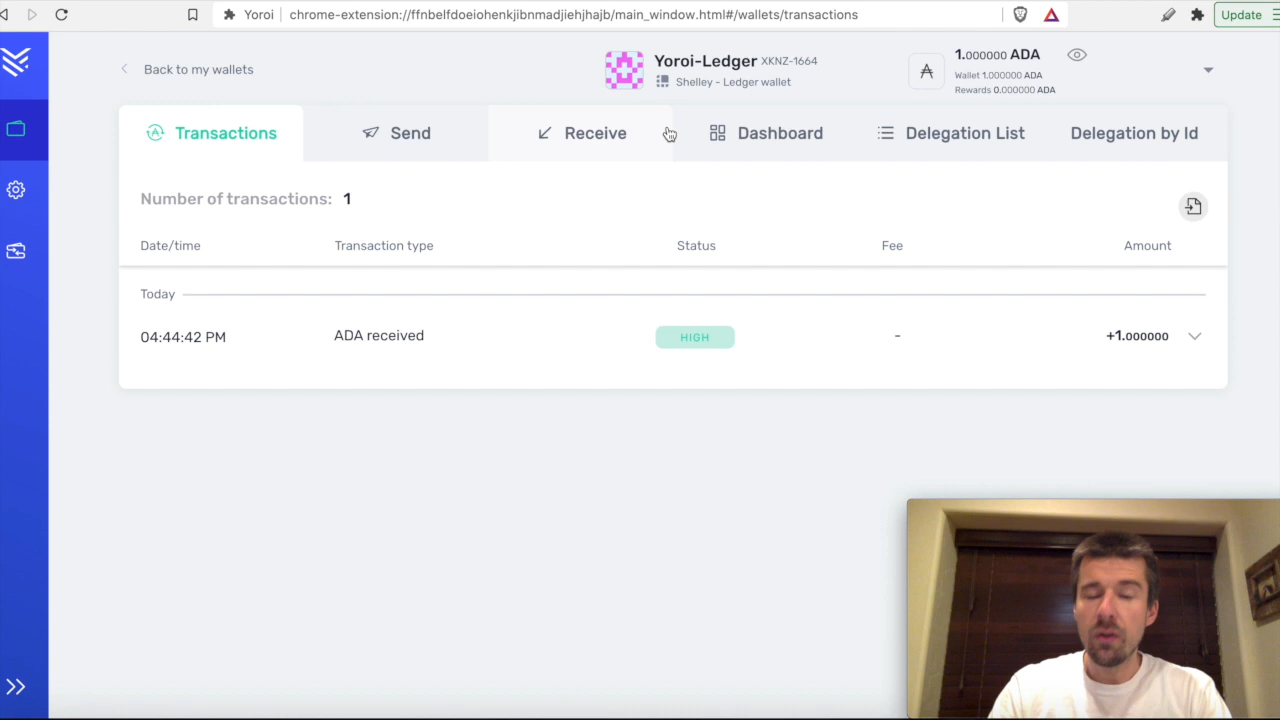 Yoroi
chrome-extension://ffnbelfdoeiohenkjibnmadjiehjhajb/main_window.html#/wallets/transactions
Update
Back to my wallets
Yoroi-Ledger XKNZ-1664
Shelley - Ledger wallet
1.000000 ADA
Wallet 1.000000 ADA
Rewards 0.000000 ADA
Transactions
Send
Receive
Dashboard
Delegation List
Delegation by Id
Number of transactions: 1
Date/time
Transaction type
Status
Fee
Amount
Today
04:44:42 PM
ADA received
HIGH
-
+1.000000